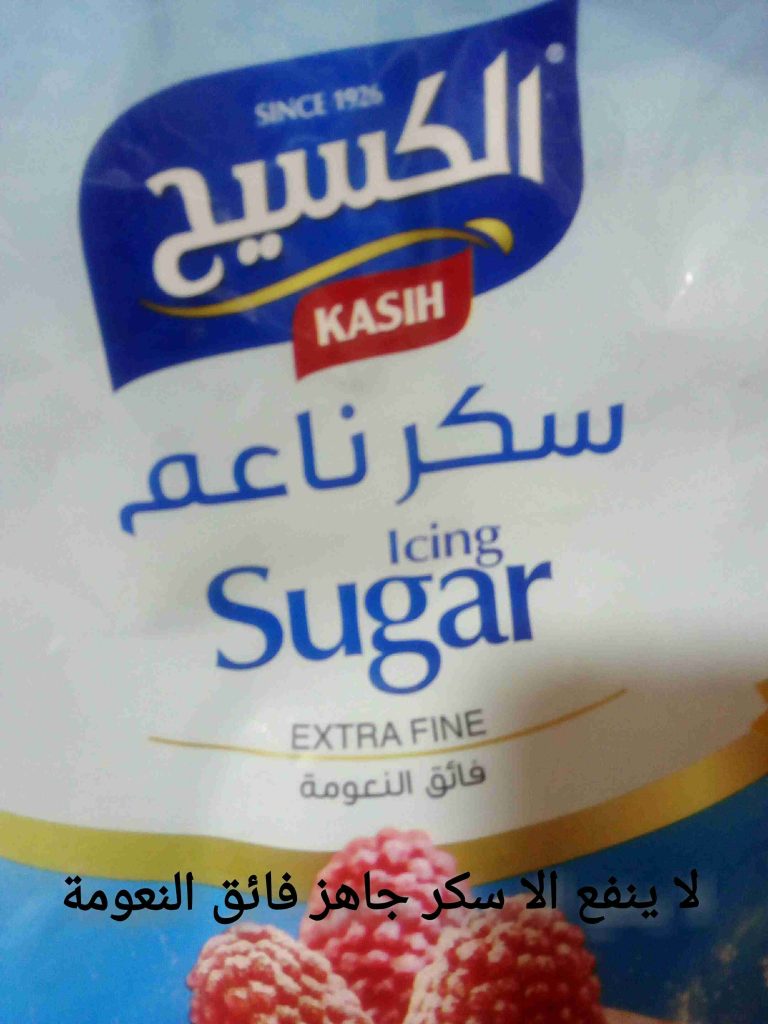 SINCE 1926
الكسيح
KASIH
سكر ناعم
Icing
Sugar
EXTRA FINE
فائق النعومة
لا ينفع الا سكر جاهز فائق النعومة